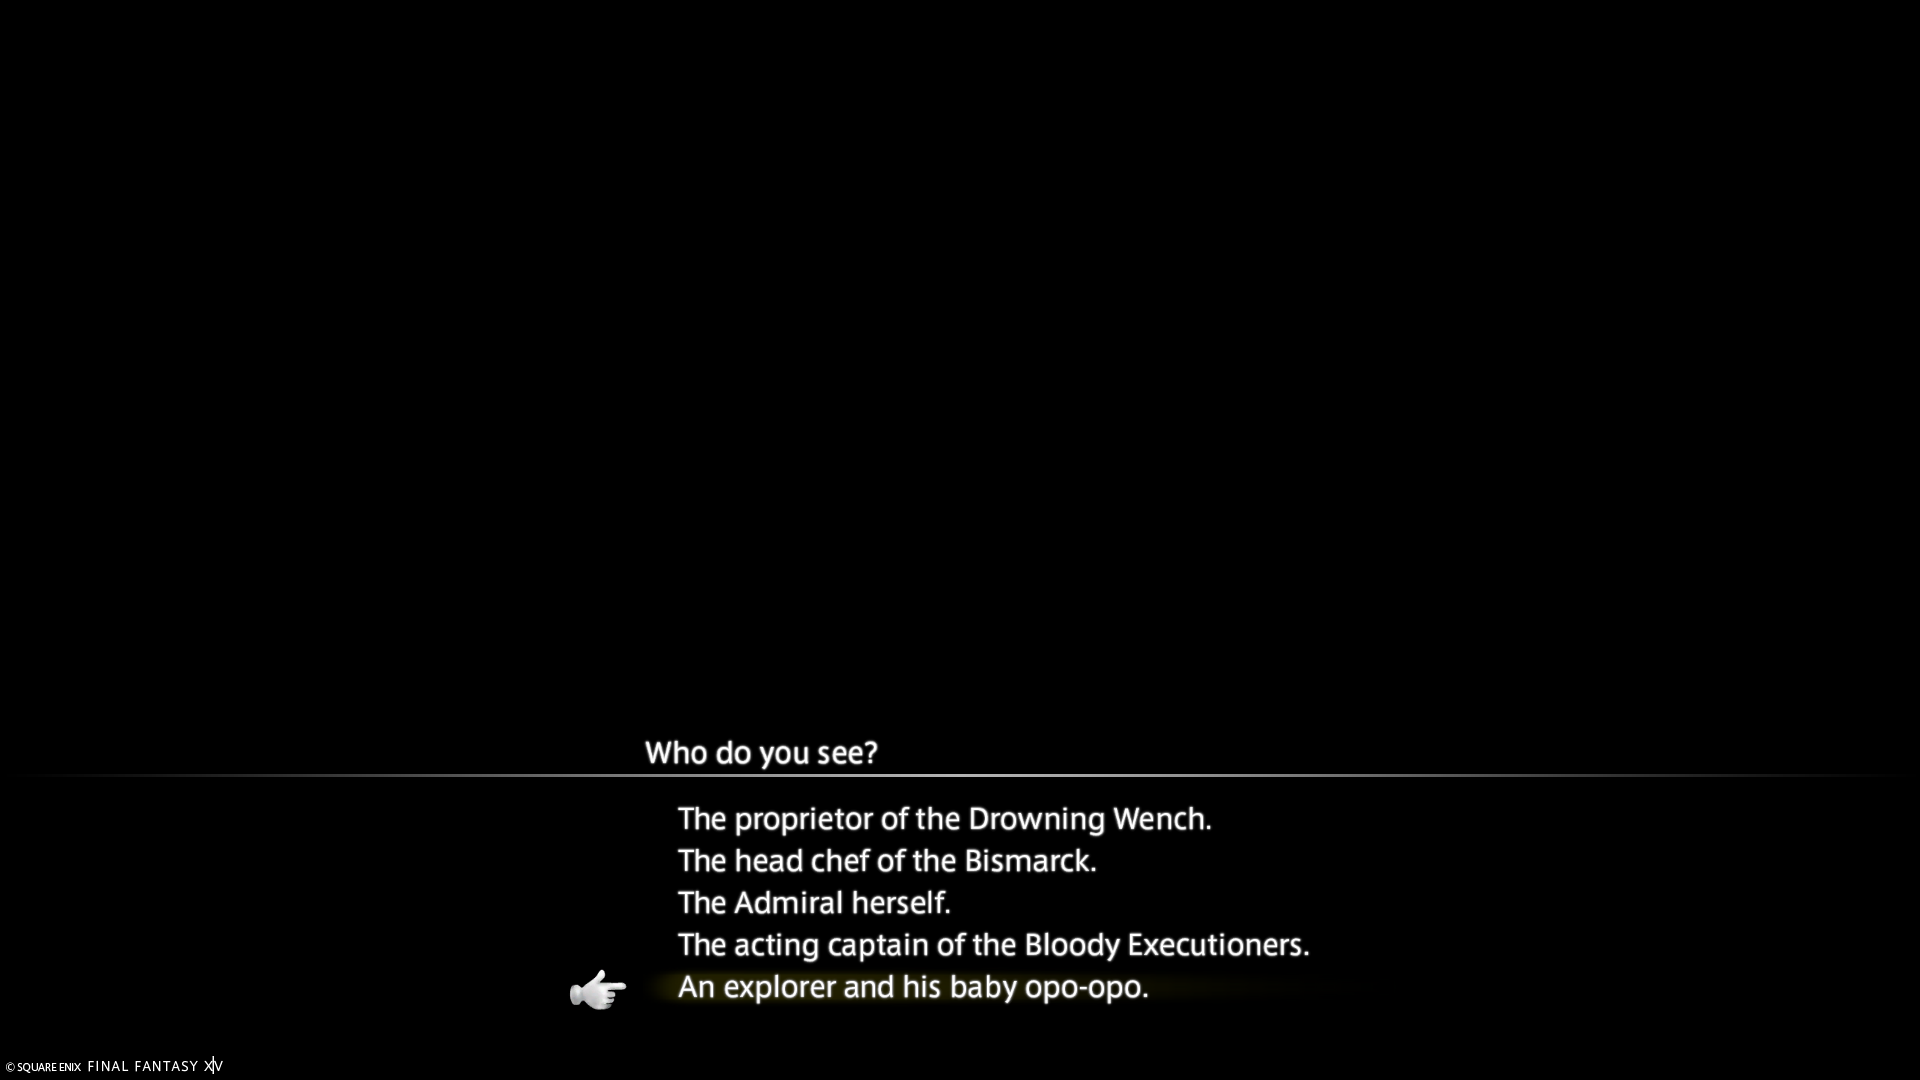 Who do you see?
The proprietor of the Drowning Wench.
The head chef of the Bismarck.
The Admiral herself.
The acting captain of the Bloody Executioners.
An explorer and his baby opo-opo.
© SQUARE ENIX FINAL FANTASY XIV